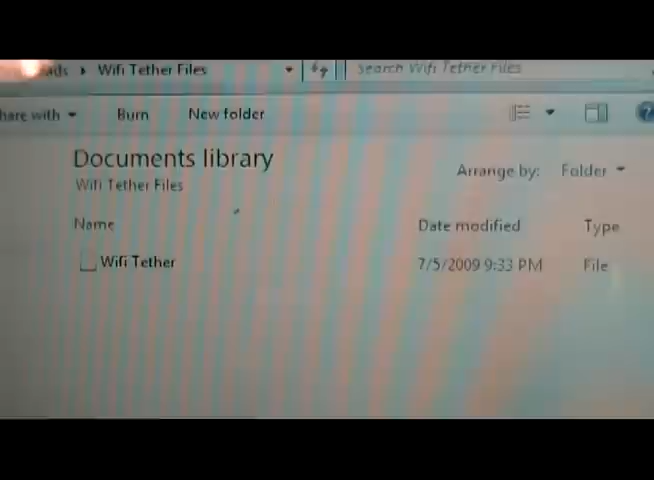 ads ▸ Wifi Tether Files
Search Wifi Tether Files
hare with
Burn
New folder
Documents library
Wifi Tether Files
Arrange by: Folder
Name
Date modified
Type
Wifi Tether
7/5/2009 9:33 PM
File